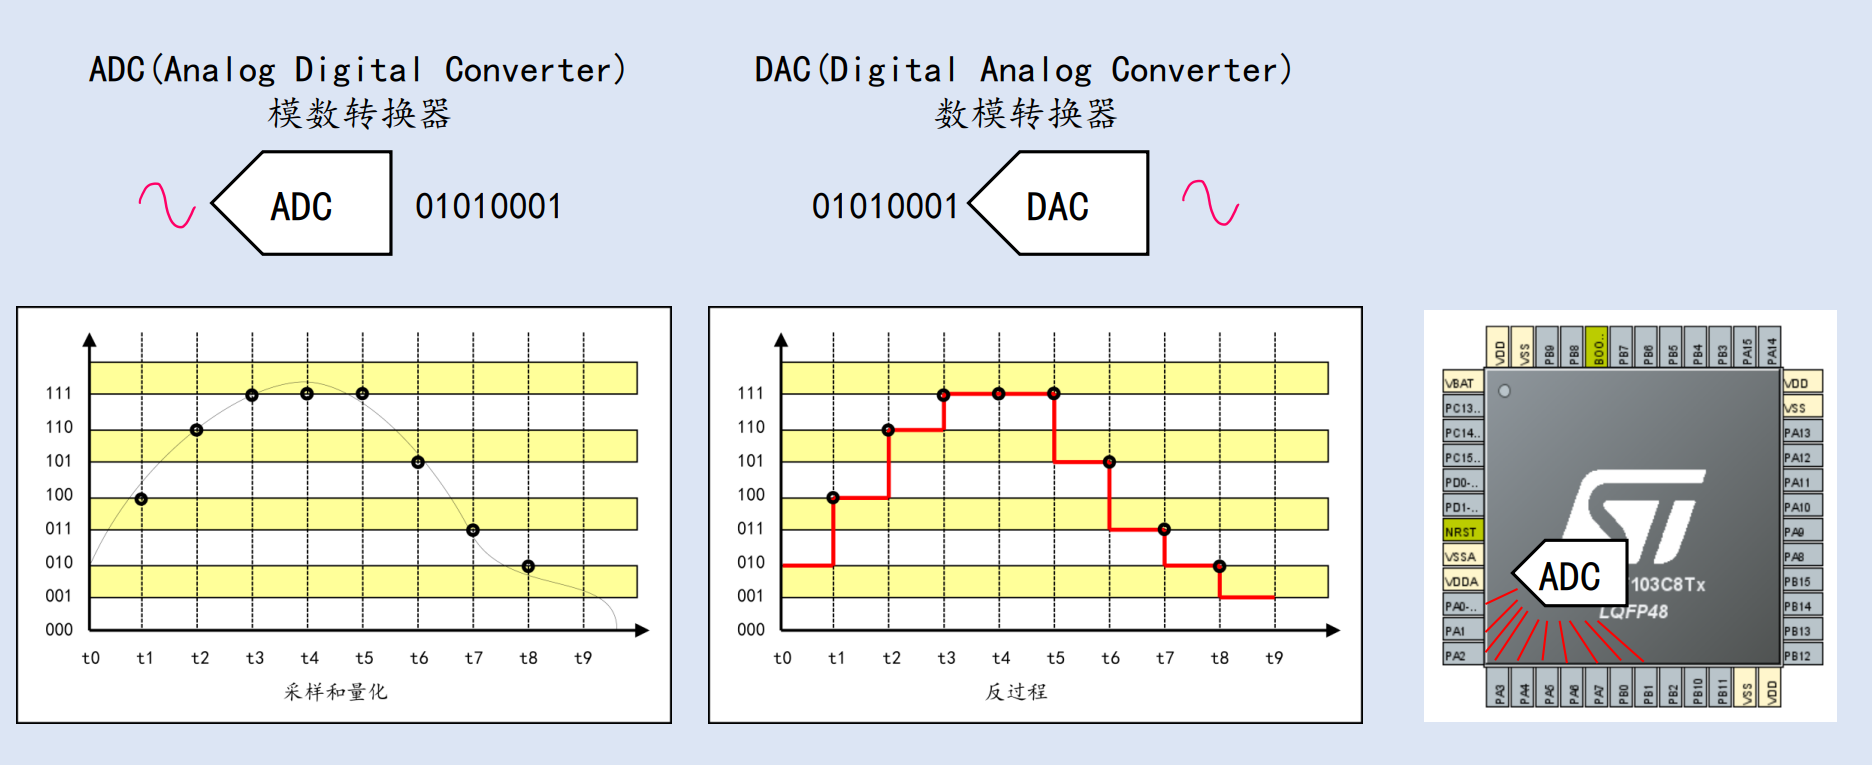 ADC(Analog Digital Converter)
模数转换器
ADC
01010001
DAC(Digital Analog Converter)
数模转换器
01010001
DAC
111
110
101
100
011
010
001
000
t0 t1 t2 t3 t4 t5 t6 t7 t8 t9
采样和量化
111
110
101
100
011
010
001
000
t0 t1 t2 t3 t4 t5 t6 t7 t8 t9
反过程
VDD VSS PB9 PB8 BOO.. PB7 PB6 PB5 PB4 PB3 PA15 PA14
VBAT
PC13..
PC14..
PC15..
PD0-..
PD1-..
NRST
VSSA
VDDA
PA0-..
PA1
PA2
ST
ADC
103C8Tx
LQFP48
VDD
VSS
PA13
PA12
PA11
PA10
PA9
PA8
PB15
PB14
PB13
PB12
PA3 PA4 PA5 PA6 PA7 PB0 PB1 PB2 PB10 PB11 VSS VDD